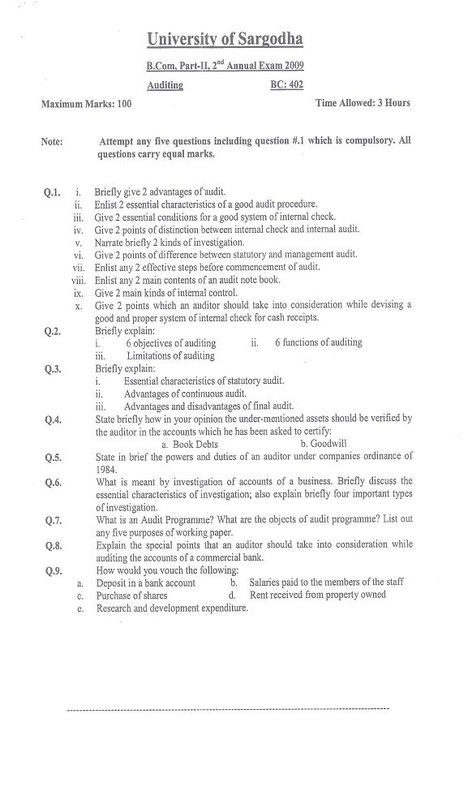 University of Sargodha
B.Com, Part-II, 2nd Annual Exam 2009
Auditing BC: 402
Maximum Marks: 100 Time Allowed: 3 Hours
Note: Attempt any five questions including question #.1 which is compulsory. All
questions carry equal marks.
Q.1. i. Briefly give 2 advantages of audit.
ii. Enlist 2 essential characteristics of a good audit procedure.
iii. Give 2 essential conditions for a good system of internal check.
iv. Give 2 points of distinction between internal check and internal audit.
v. Narrate briefly 2 kinds of investigation.
vi. Give 2 points of difference between statutory and management audit.
vii. Enlist any 2 effective steps before commencement of audit.
viii. Enlist any 2 main contents of an audit note book.
ix. Give 2 main kinds of internal control.
x. Give 2 points which an auditor should take into consideration while devising a
good and proper system of internal check for cash receipts.
Q.2. Briefly explain:
i. 6 objectives of auditing ii. 6 functions of auditing
iii. Limitations of auditing
Q.3. Briefly explain:
i. Essential characteristics of statutory audit.
ii. Advantages of continuous audit.
iii. Advantages and disadvantages of final audit.
Q.4. State briefly how in your opinion the under-mentioned assets should be verified by
the auditor in the accounts which he has been asked to certify:
a. Book Debts b. Goodwill
Q.5. State in brief the powers and duties of an auditor under companies ordinance of
1984.
Q.6. What is meant by investigation of accounts of a business. Briefly discuss the
essential characteristics of investigation; also explain briefly four important types
of investigation.
Q.7. What is an Audit Programme? What are the objects of audit programme? List out
any five purposes of working paper.
Q.8. Explain the special points that an auditor should take into consideration while
auditing the accounts of a commercial bank.
Q.9. How would you vouch the following:
a. Deposit in a bank account b. Salaries paid to the members of the staff
c. Purchase of shares d. Rent received from property owned
e. Research and development expenditure.